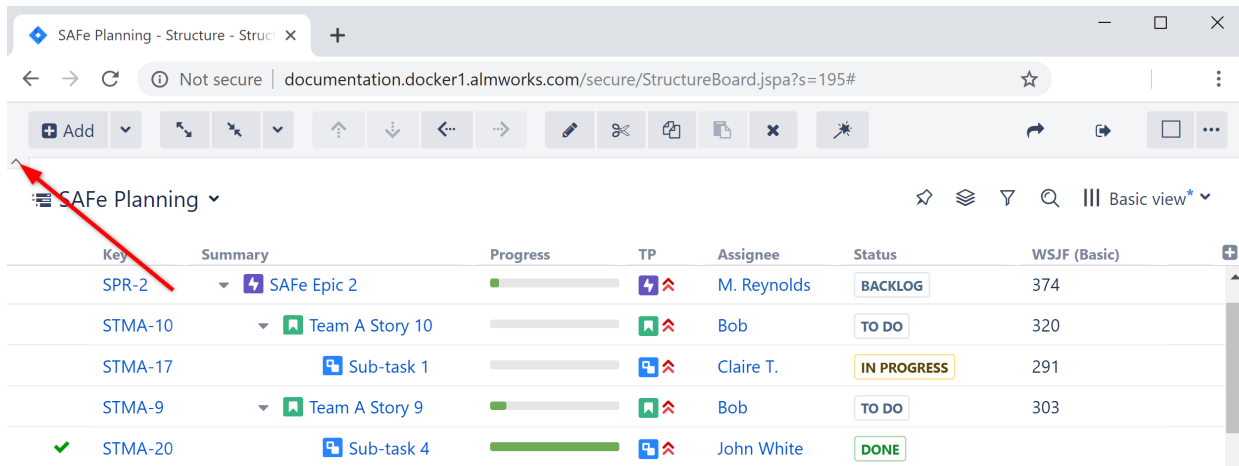 SAFe Planning - Structure - Struc
Not secure documentation.docker1.almworks.com/secure/StructureBoard.jspa?s=195#
Add
SAFe Planning Basic view*
Key Summary Progress TP Assignee Status WSJF (Basic)
SPR-2 SAFe Epic 2 M. Reynolds BACKLOG 374
STMA-10 Team A Story 10 Bob TO DO 320
STMA-17 Sub-task 1 Claire T. IN PROGRESS 291
STMA-9 Team A Story 9 Bob TO DO 303
STMA-20 Sub-task 4 John White DONE